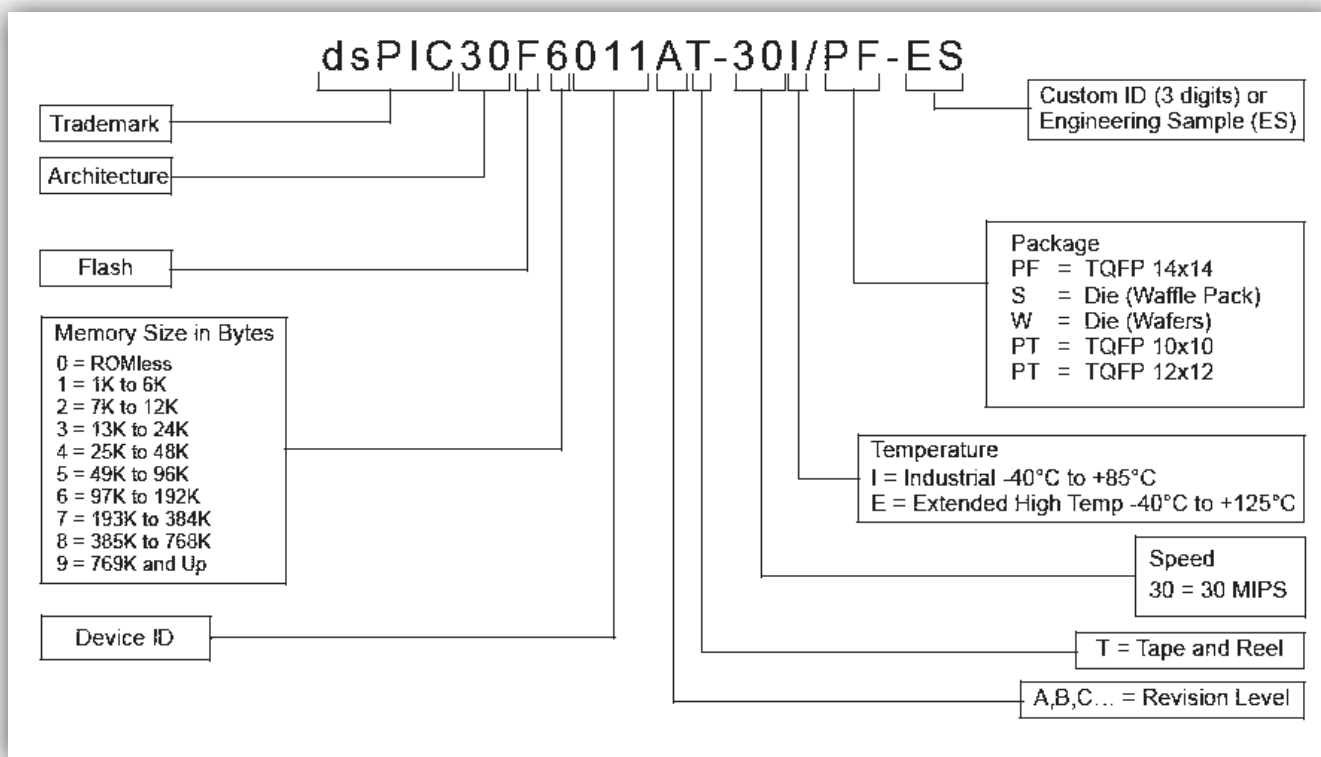 dsPIC30F6011AT-30I/PF-ES
Trademark
Architecture
Flash
Memory Size in Bytes
0 = ROMless
1 = 1K to 6K
2 = 7K to 12K
3 = 13K to 24K
4 = 25K to 48K
5 = 49K to 96K
6 = 97K to 192K
7 = 193K to 384K
8 = 385K to 768K
9 = 769K and Up
Device ID
Custom ID (3 digits) or
Engineering Sample (ES)
Package
PF = TQFP 14x14
S = Die (Waffle Pack)
W = Die (Wafers)
PT = TQFP 10x10
PT = TQFP 12x12
Temperature
I = Industrial -40°C to +85°C
E = Extended High Temp -40°C to +125°C
Speed
30 = 30 MIPS
T = Tape and Reel
A,B,C... = Revision Level